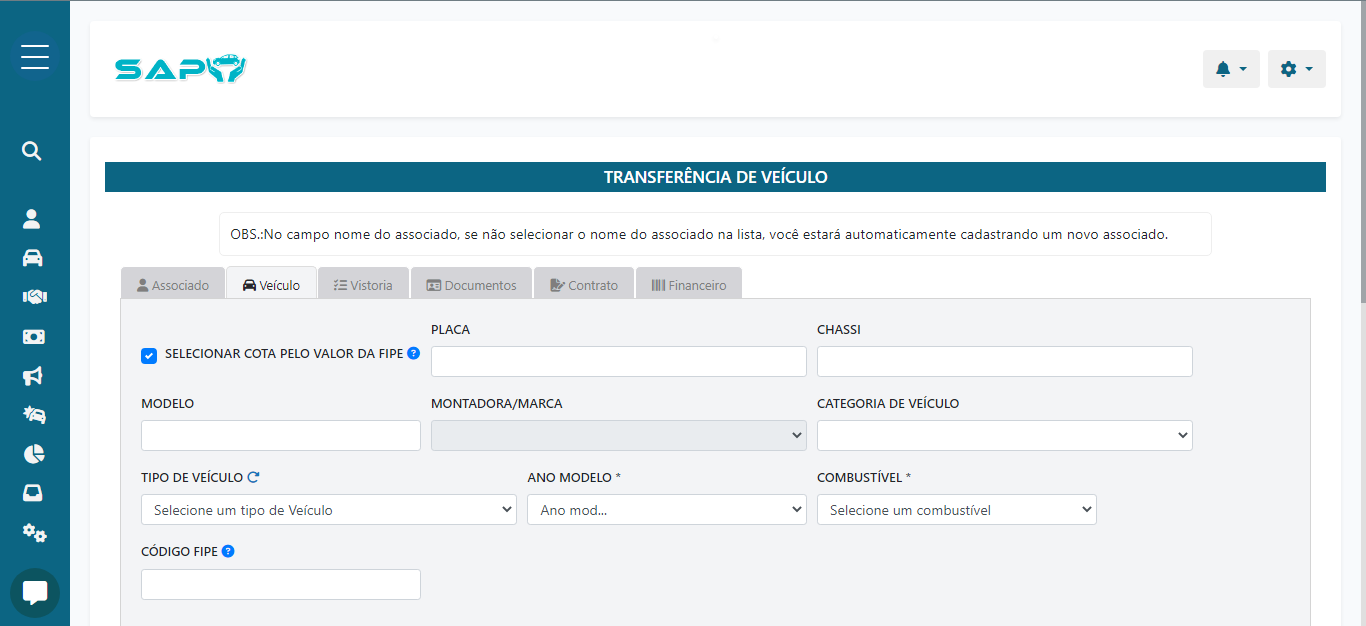 SAPY
TRANSFERÊNCIA DE VEÍCULO
OBS.:No campo nome do associado, se não selecionar o nome do associado na lista, você estará automaticamente cadastrando um novo associado.
Associado Veículo Vistoria Documentos Contrato Financeiro
PLACA CHASSI
SELECIONAR COTA PELO VALOR DA FIPE ?
MODELO MONTADORA/MARCA CATEGORIA DE VEÍCULO
TIPO DE VEÍCULO ANO MODELO * COMBUSTÍVEL *
Selecione um tipo de Veículo Ano mod... Selecione um combustível
CÓDIGO FIPE ?